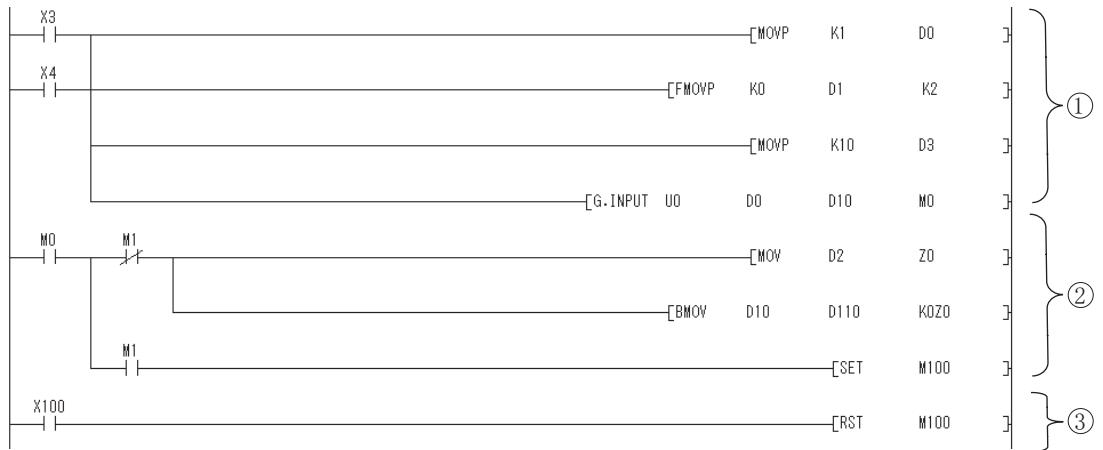 X3
[MOVP K1 D0 ]
X4
[FMOVP K0 D1 K2 ]
①
[MOVP K10 D3 ]
[G.INPUT U0 D0 D10 M0 ]
M0 M1
[MOV D2 Z0 ]
②
[BMOV D10 D110 K0Z0 ]
M1
[SET M100 ]
X100
[RST M100 ]
③